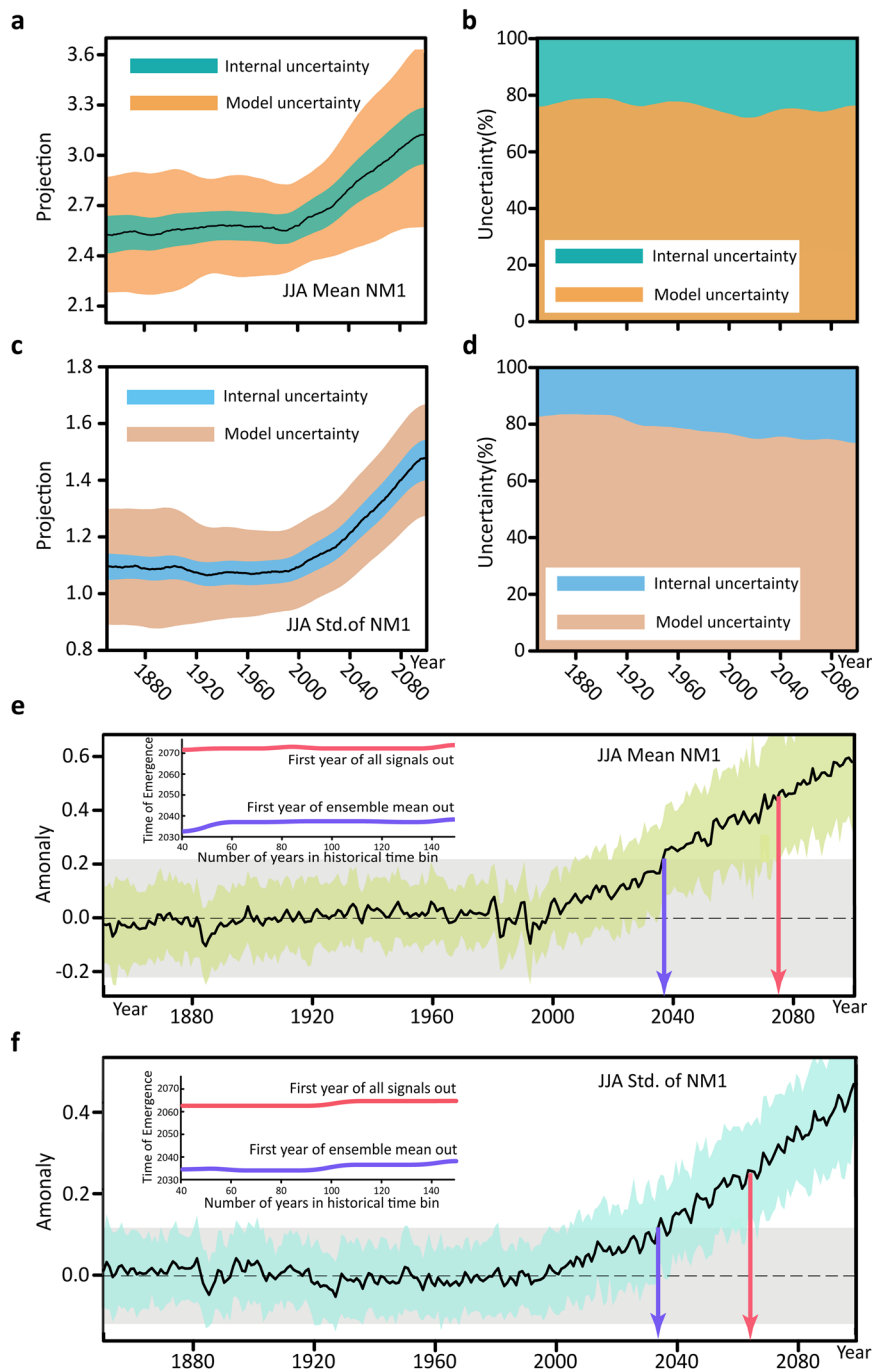 a
3.6
3.3
3.0
2.7
2.4
2.1
Projection
Internal uncertainty
Model uncertainty
JJA Mean NM1
b
100
80
60
40
20
0
Uncertainty(%)
Internal uncertainty
Model uncertainty
c
1.8
1.6
1.4
1.2
1.0
0.8
Projection
Internal uncertainty
Model uncertainty
JJA Std.of NM1
1880
1920
1960
2000
2040
2080
Year
d
100
80
60
40
20
0
Uncertainty(%)
Internal uncertainty
Model uncertainty
1880
1920
1960
2000
2040
2080
Year
e
0.6
0.4
0.2
0.0
-0.2
Amonaly
JJA Mean NM1
Time of Emergence
2070
2060
2050
2040
2030
First year of all signals out
First year of ensemble mean out
40
60
80
100
120
140
Number of years in historical time bin
Year
1880
1920
1960
2000
2040
2080
f
0.4
0.2
0.0
Amonaly
JJA Std. of NM1
Time of Emergence
2070
2060
2050
2040
2030
First year of all signals out
First year of ensemble mean out
40
60
80
100
120
140
Number of years in historical time bin
1880
1920
1960
2000
2040
2080
Year